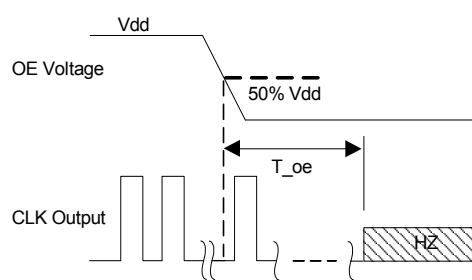 Vdd
OE Voltage
50% Vdd
T_oe
CLK Output
HZ